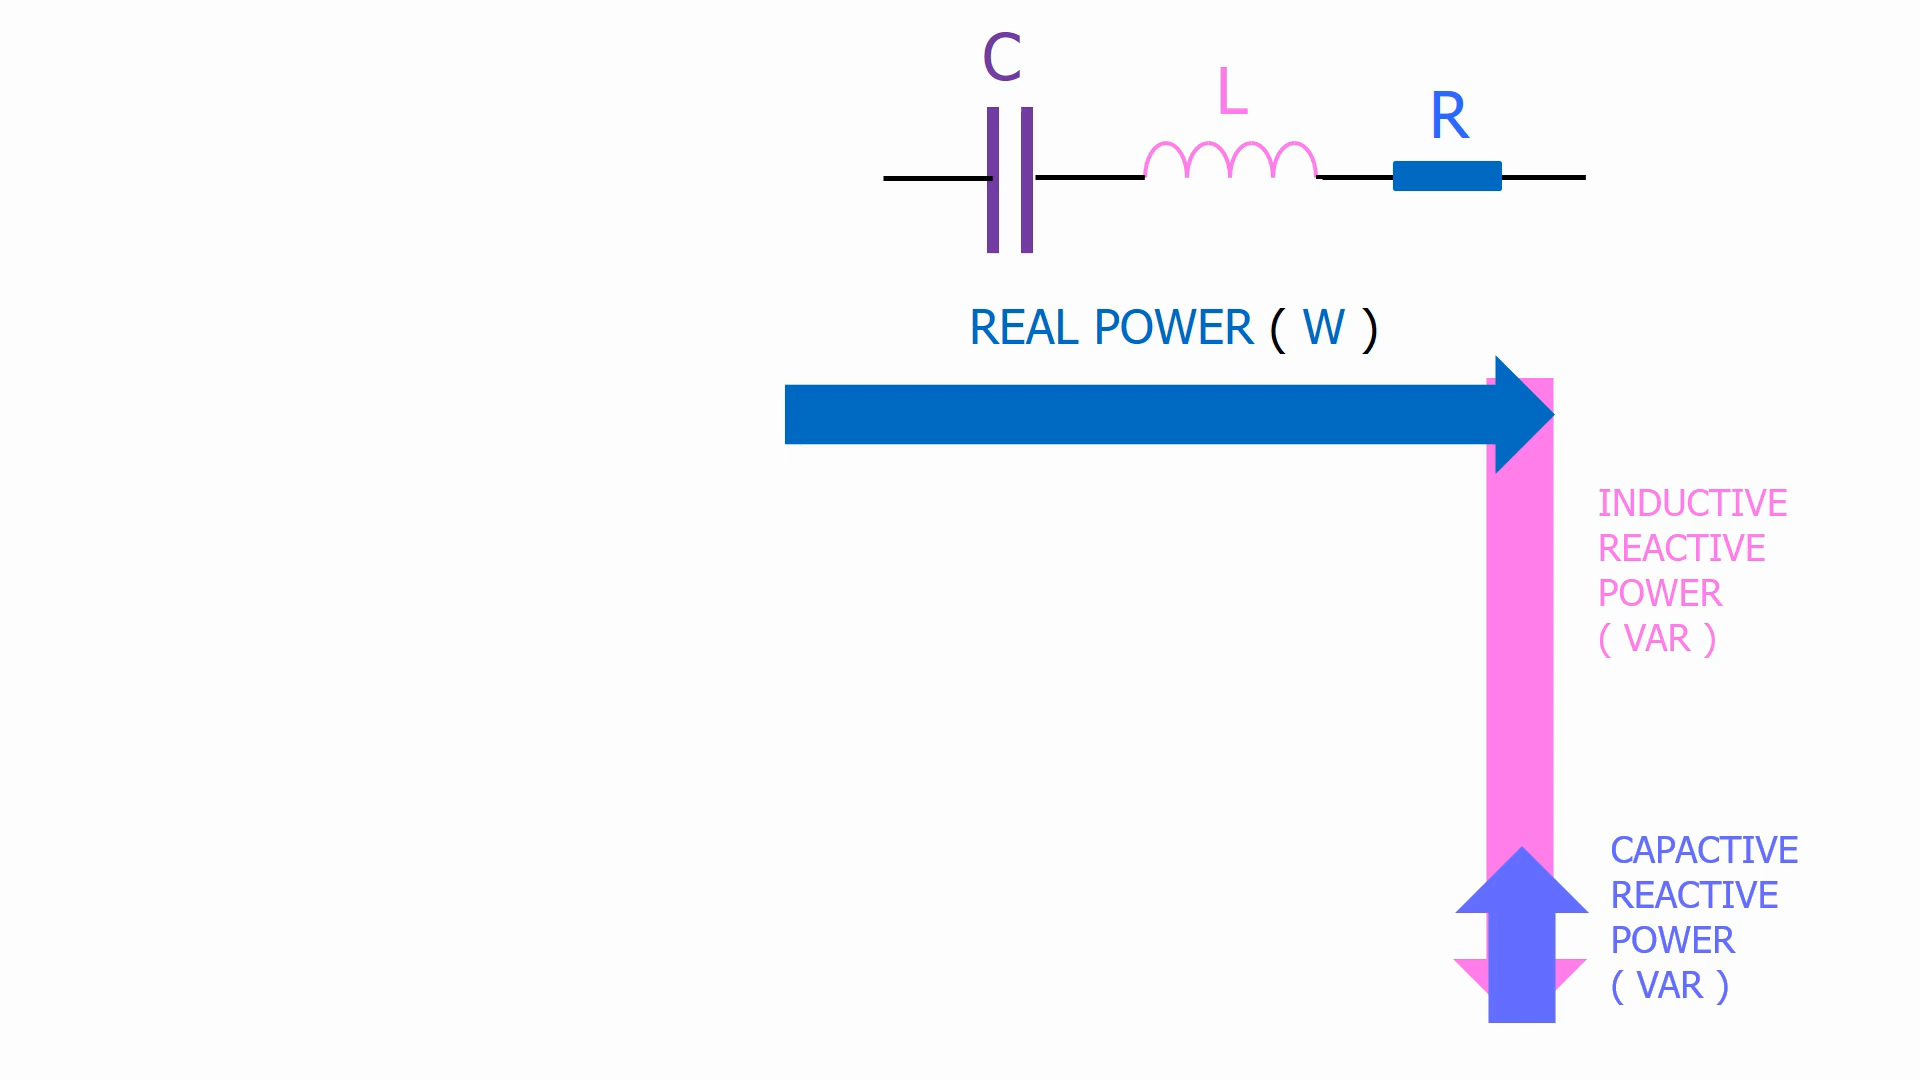 C
L
R
REAL POWER ( W )
INDUCTIVE
REACTIVE
POWER
( VAR )
CAPACTIVE
REACTIVE
POWER
( VAR )